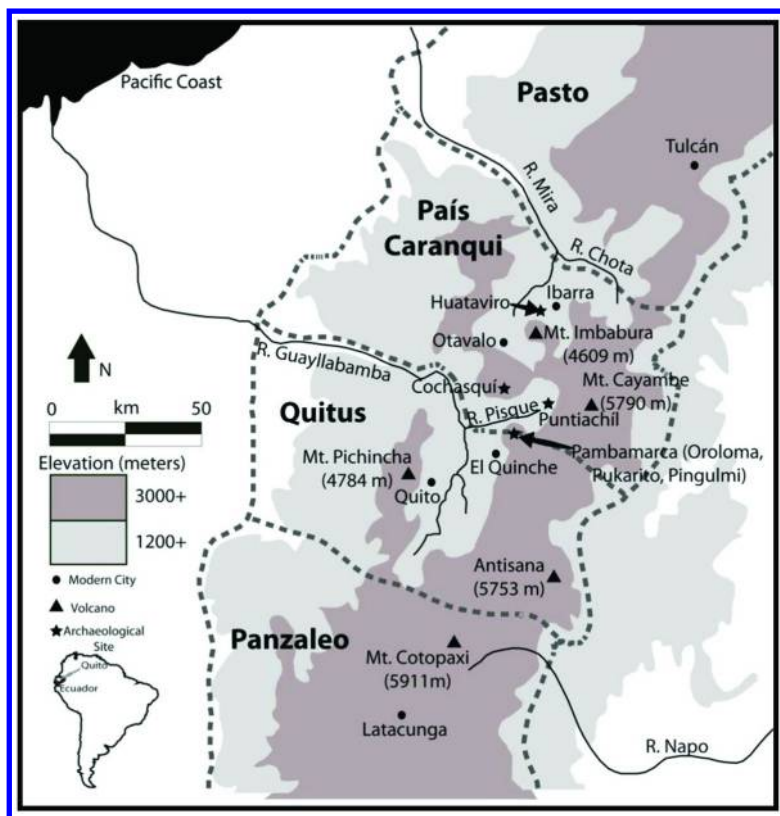 Pacific Coast
Pasto
Tulcán
R. Mira
País
Caranqui
R. Chota
Huataviro
Ibarra
Mt. Imbabura
(4609 m)
Otavalo
R. Guayllabamba
N
Mt. Cayambe
(5790 m)
Cochasquí
0 km 50
Quitus
R. Pisque
Puntiachíl
Pambamarca (Oroloma,
Pukarito, Pingulmi)
El Quinche
Mt. Pichincha
(4784 m)
Quito
Elevation (meters)
3000+
1200+
Antisana
(5753 m)
Modern City
Volcano
Archaeological
Site
Panzaleo
Mt. Cotopaxi
(5911m)
Quito
Ecuador
Latacunga
R. Napo